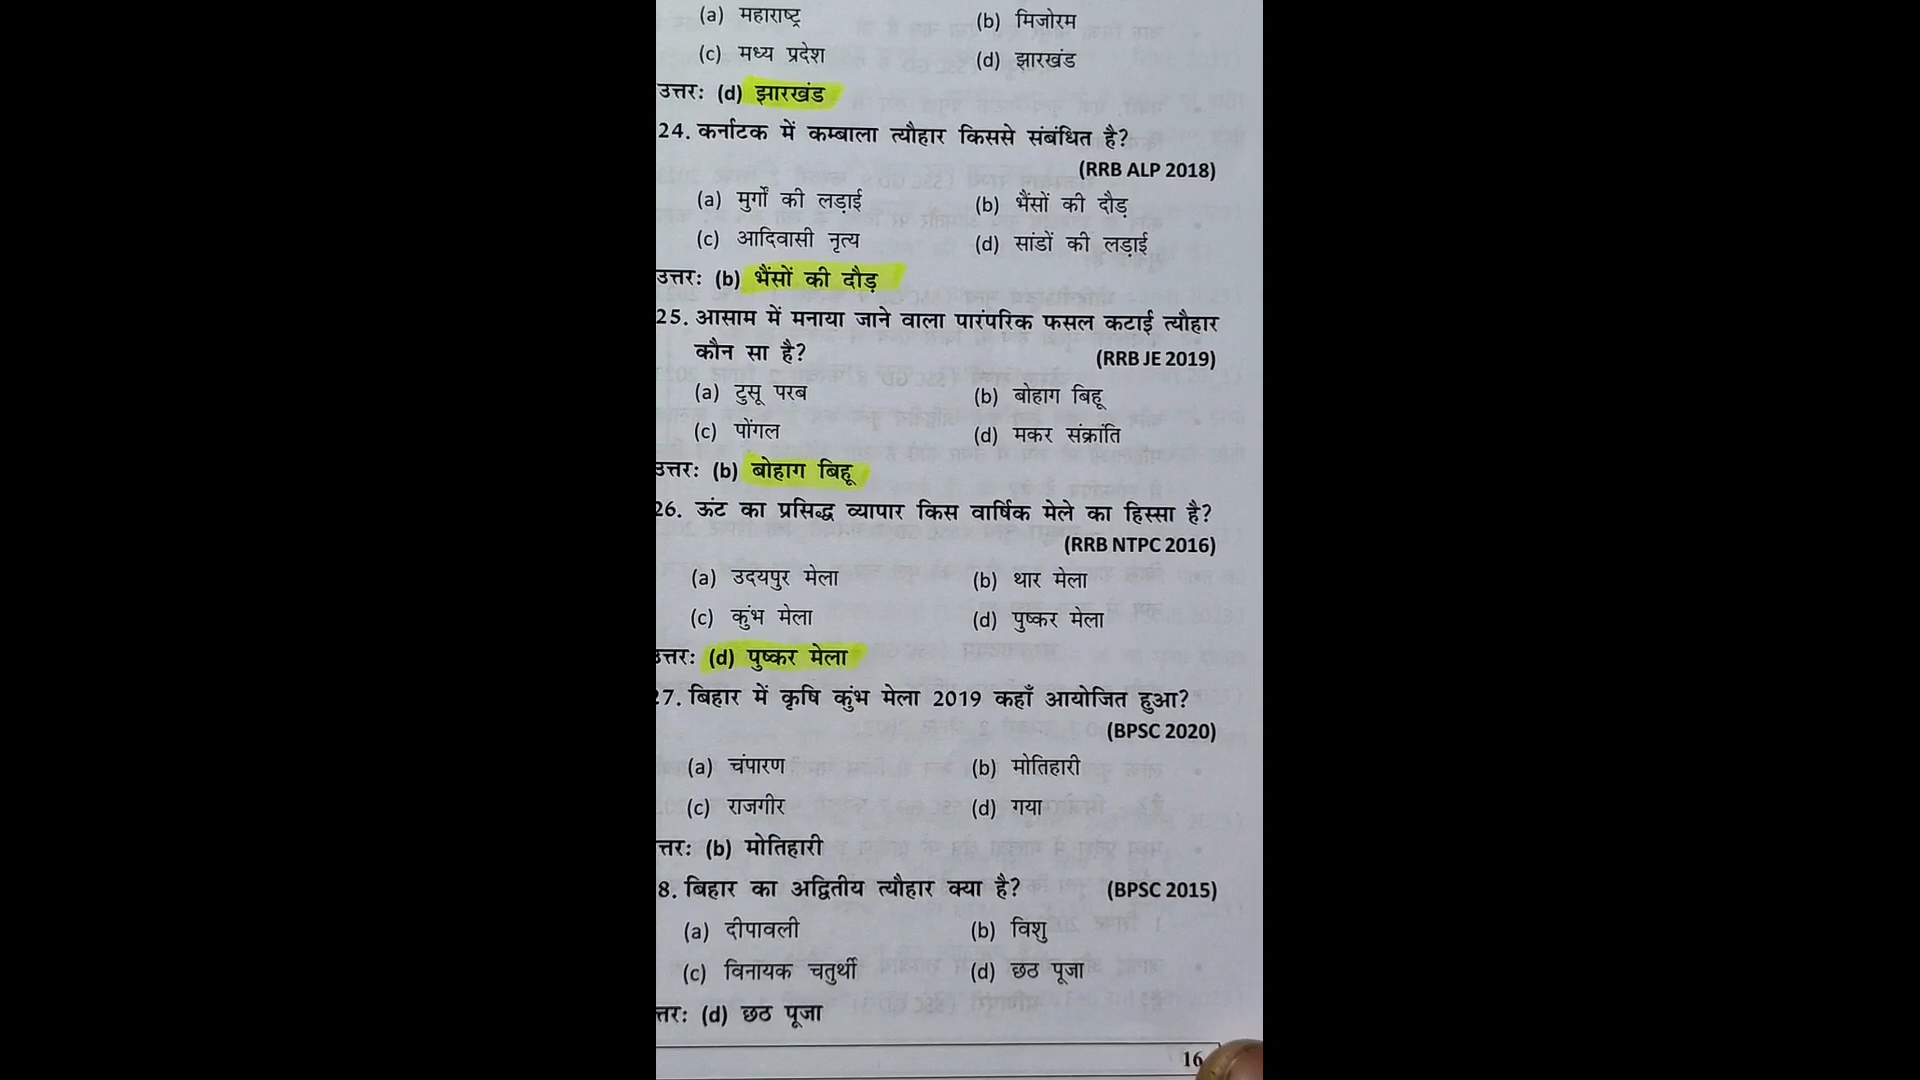 (a) महाराष्ट्र (b) मिजोरम
(c) मध्य प्रदेश (d) झारखंड
उत्तरः (d) झारखंड
24. कर्नाटक में कम्बाला त्यौहार किससे संबंधित है?
(RRB ALP 2018)
(a) मुर्गों की लड़ाई (b) भैंसों की दौड़
(c) आदिवासी नृत्य (d) सांडों की लड़ाई
उत्तरः (b) भैंसों की दौड़
25. आसाम में मनाया जाने वाला पारंपरिक फसल कटाई त्यौहार
कौन सा है? (RRB JE 2019)
(a) टुसू परब (b) बोहाग बिहू
(c) पोंगल (d) मकर संक्रांति
उत्तरः (b) बोहाग बिहू
26. ऊंट का प्रसिद्ध व्यापार किस वार्षिक मेले का हिस्सा है?
(RRB NTPC 2016)
(a) उदयपुर मेला (b) थार मेला
(c) कुंभ मेला (d) पुष्कर मेला
त्तरः (d) पुष्कर मेला
27. बिहार में कृषि कुंभ मेला 2019 कहाँ आयोजित हुआ?
(BPSC 2020)
(a) चंपारण (b) मोतिहारी
(c) राजगीर (d) गया
त्तरः (b) मोतिहारी
8. बिहार का अद्वितीय त्यौहार क्या है? (BPSC 2015)
(a) दीपावली (b) विशु
(c) विनायक चतुर्थी (d) छठ पूजा
त्तरः (d) छठ पूजा
16